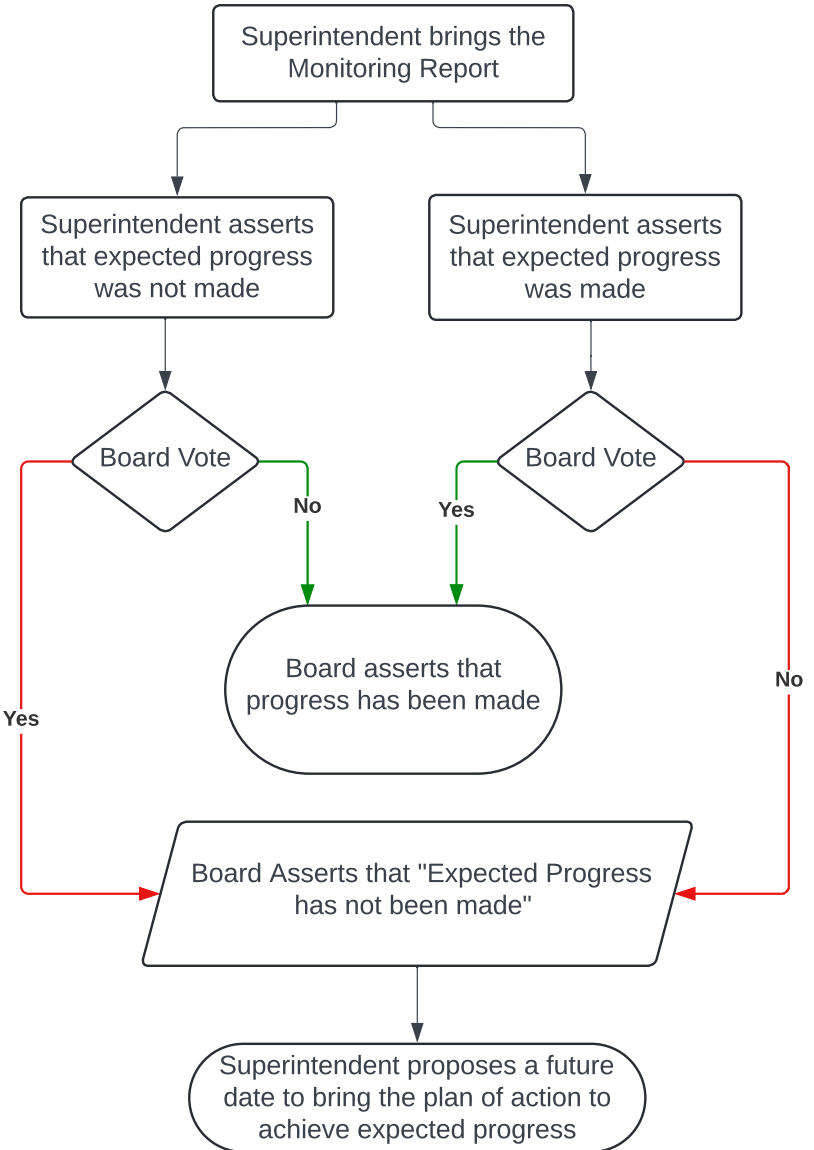 Superintendent brings the
Monitoring Report
Superintendent asserts
that expected progress
was not made
Superintendent asserts
that expected progress
was made
Board Vote
Board Vote
No
Yes
Board asserts that
progress has been made
No
Yes
Board Asserts that "Expected Progress
has not been made"
Superintendent proposes a future
date to bring the plan of action to
achieve expected progress